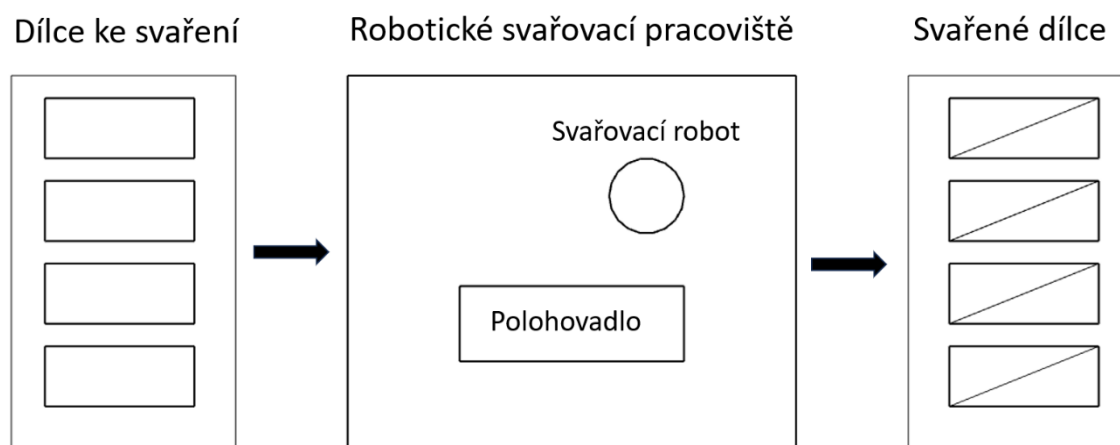 Dílce ke svaření
Robotické svařovací pracoviště
Svařené dílce
Svařovací robot
Polohovadlo